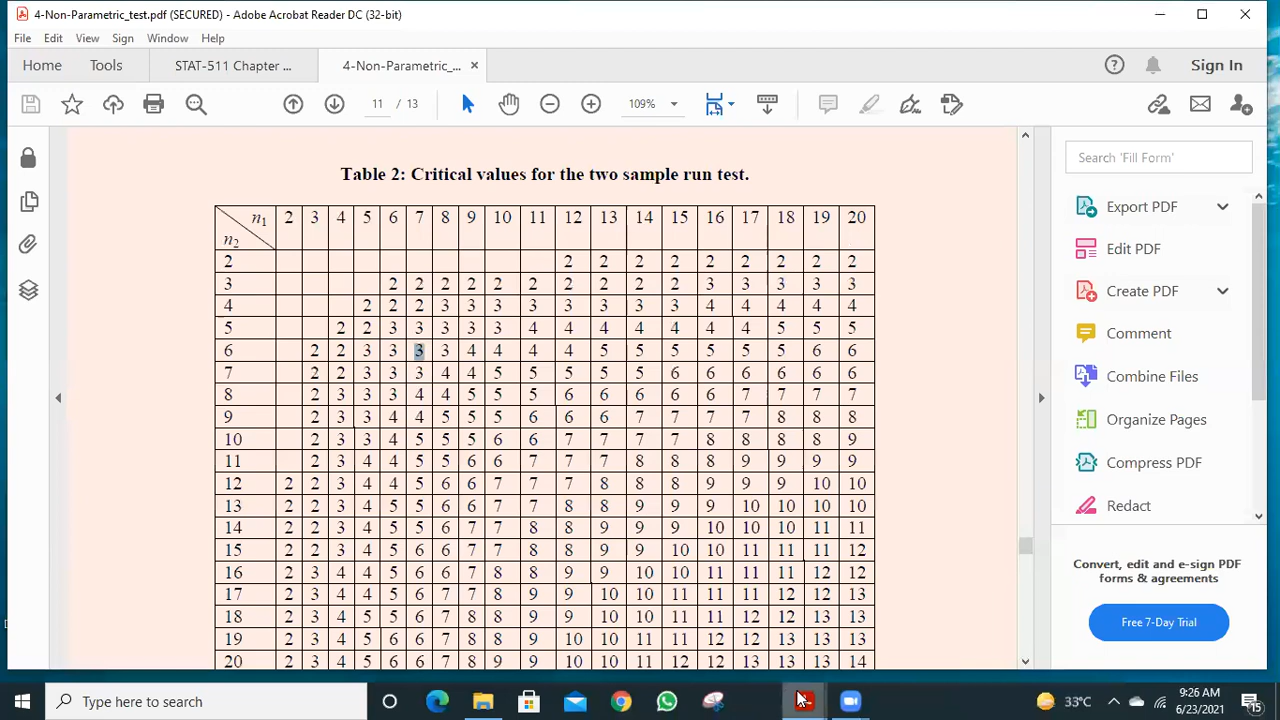 4-Non-Parametric_test.pdf (SECURED) - Adobe Acrobat Reader DC (32-bit)
File Edit View Sign Window Help
Home Tools STAT-511 Chapter ... 4-Non-Parametric_... ×
Sign In
11 / 13 109%
Table 2: Critical values for the two sample run test.
n1 2 3 4 5 6 7 8 9 10 11 12 13 14 15 16 17 18 19 20
n2
2 2 2 2 2 2 2 2 2 2
3 2 2 2 2 2 2 2 2 2 2 3 3 3 3 3
4 2 2 2 3 3 3 3 3 3 3 3 4 4 4 4 4
5 2 2 3 3 3 3 3 4 4 4 4 4 4 4 5 5 5
6 2 2 3 3 3 3 4 4 4 4 5 5 5 5 5 5 6 6
7 2 2 3 3 3 4 4 5 5 5 5 5 6 6 6 6 6 6
8 2 3 3 3 4 4 5 5 5 6 6 6 6 6 7 7 7 7
9 2 3 3 4 4 5 5 5 6 6 6 7 7 7 7 8 8 8
10 2 3 3 4 5 5 5 6 6 7 7 7 7 8 8 8 8 9
11 2 3 4 4 5 5 6 6 7 7 7 8 8 8 9 9 9 9
12 2 2 3 4 4 5 6 6 7 7 7 8 8 8 9 9 9 10 10
13 2 2 3 4 5 5 6 6 7 7 8 8 9 9 9 10 10 10 10
14 2 2 3 4 5 5 6 7 7 8 8 9 9 9 10 10 10 11 11
15 2 3 3 4 5 6 6 7 7 8 8 9 9 10 10 11 11 11 12
16 2 3 4 4 5 6 6 7 8 8 9 9 10 10 11 11 11 12 12
17 2 3 4 4 5 6 7 7 8 9 9 10 10 11 11 11 12 12 13
18 2 3 4 5 5 6 7 8 8 9 9 10 10 11 11 12 12 13 13
19 2 3 4 5 6 6 7 8 8 9 10 10 11 11 12 12 13 13 13
20 2 3 4 5 6 6 7 8 9 9 10 10 11 12 12 13 13 13 14
Search 'Fill Form'
Export PDF
Edit PDF
Create PDF
Comment
Combine Files
Organize Pages
Compress PDF
Redact
Convert, edit and e-sign PDF
forms & agreements
Free 7-Day Trial
Type here to search
33°C
9:26 AM
6/23/2021
15